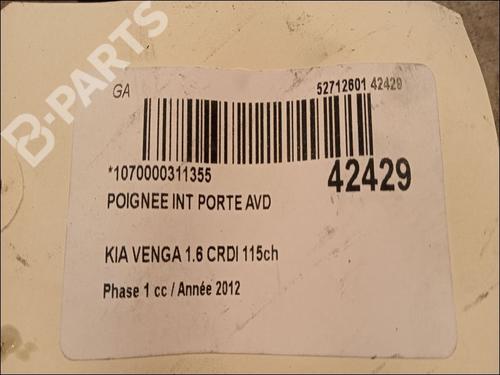 B-PARTS
GA
52712601 42429
*1070000311355
42429
POIGNEE INT PORTE AVD
KIA VENGA 1.6 CRDI 115ch
Phase 1 cc / Année 2012